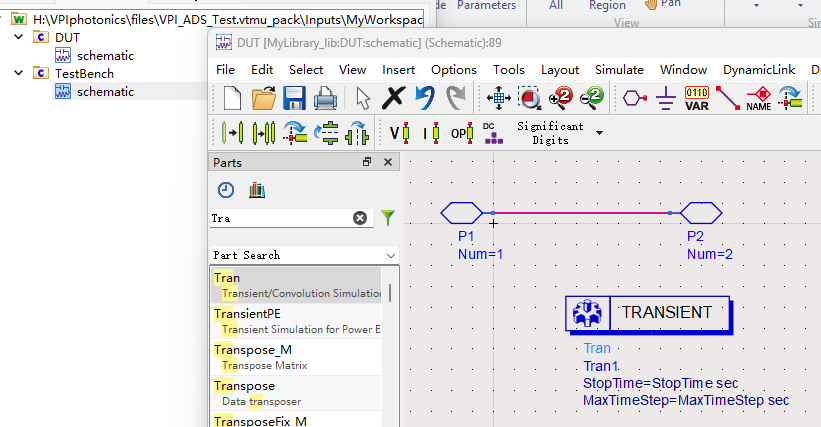 Parameters
All
Region
Pan
View
Sel
H:\VPIphotonics\files\VPI_ADS_Test.vtmu_pack\Inputs\MyWorkspac
DUT
schematic
TestBench
schematic
DUT [MyLibrary_lib:DUT:schematic] (Schematic):89
File Edit Select View Insert Options Tools Layout Simulate Window DynamicLink D
0110
VAR
NAME
V I OP DC
Significant
Digits
Parts
Tra
Part Search
Tran
Transient/Convolution Simulation
TransientPE
Transient Simulation for Power E
Transpose_M
Transpose Matrix
Transpose
Data transposer
TransposeFix_M
P1
Num=1
P2
Num=2
TRANSIENT
Tran
Tran1
StopTime=StopTime sec
MaxTimeStep=MaxTimeStep sec